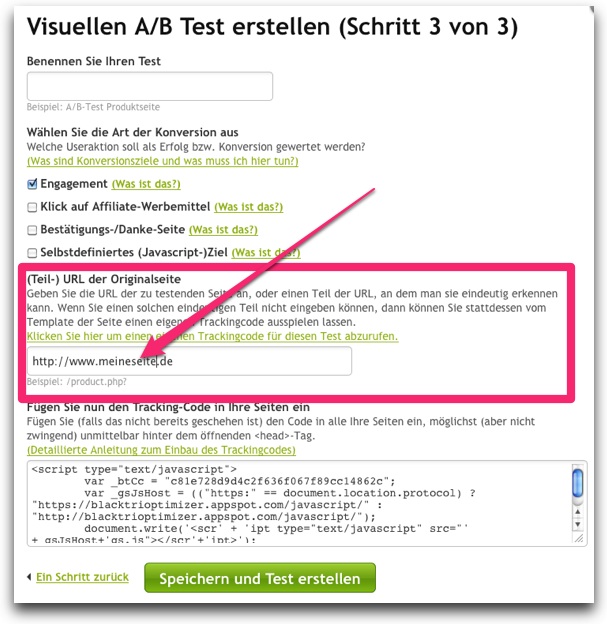 Visuellen A/B Test erstellen (Schritt 3 von 3)
Benennen Sie Ihren Test
Beispiel: A/B-Test Produktseite
Wählen Sie die Art der Konversion aus
Welche Useraktion soll als Erfolg bzw. Konversion gewertet werden?
(Was sind Konversionsziele und was muss ich hier tun?)
Engagement (Was ist das?)
Klick auf Affiliate-Werbemittel (Was ist das?)
Bestätigungs-/Danke-Seite (Was ist das?)
Selbstdefiniertes (Javascript-)Ziel (Was ist das?)
(Teil-) URL der Originalseite
Geben Sie die URL der zu testenden Seite an, oder einen Teil der URL, an dem man sie eindeutig erkennen
kann. Wenn Sie einen solchen eindeutigen Teil nicht eingeben können, dann können Sie stattdessen vom
Template der Seite einen eigenen Trackingcode ausspielen lassen.
Klicken Sie hier um einen eigenen Trackingcode für diesen Test abzurufen.
http://www.meineseite.de
Beispiel: /product.php?
Fügen Sie nun den Tracking-Code in Ihre Seiten ein
Fügen Sie (falls das nicht bereits geschehen ist) den Code in alle Ihre Seiten ein, möglichst (aber nicht
zwingend) unmittelbar hinter dem öffnenden <head>-Tag.
(Detaillierte Anleitung zum Einbau des Trackingcodes)
<script type="text/javascript">
var _btCc = "c81e728d9d4c2f636f067f89cc14862c";
var _gsJsHost = (("https:" == document.location.protocol) ?
"https://blacktrioptimizer.appspot.com/javascript/" :
"http://blacktrioptimizer.appspot.com/javascript/");
document.write('<scr' + 'ipt type="text/javascript" src="'
+ _gsJsHost+'gs.js"></scr'+'ipt>');
Ein Schritt zurück
Speichern und Test erstellen